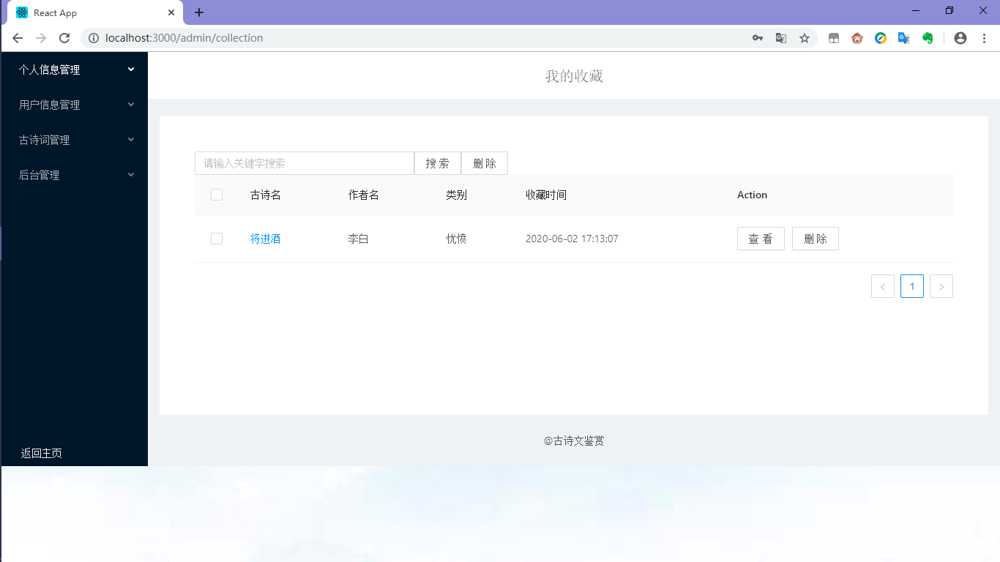 React App
localhost:3000/admin/collection
个人信息管理
用户信息管理
古诗词管理
后台管理
返回主页
我的收藏
请输入关键字搜索 搜 索 删 除
古诗名 作者名 类别 收藏时间 Action
将进酒 李白 忧愤 2020-06-02 17:13:07 查 看 删 除
< 1 >
@古诗文鉴赏